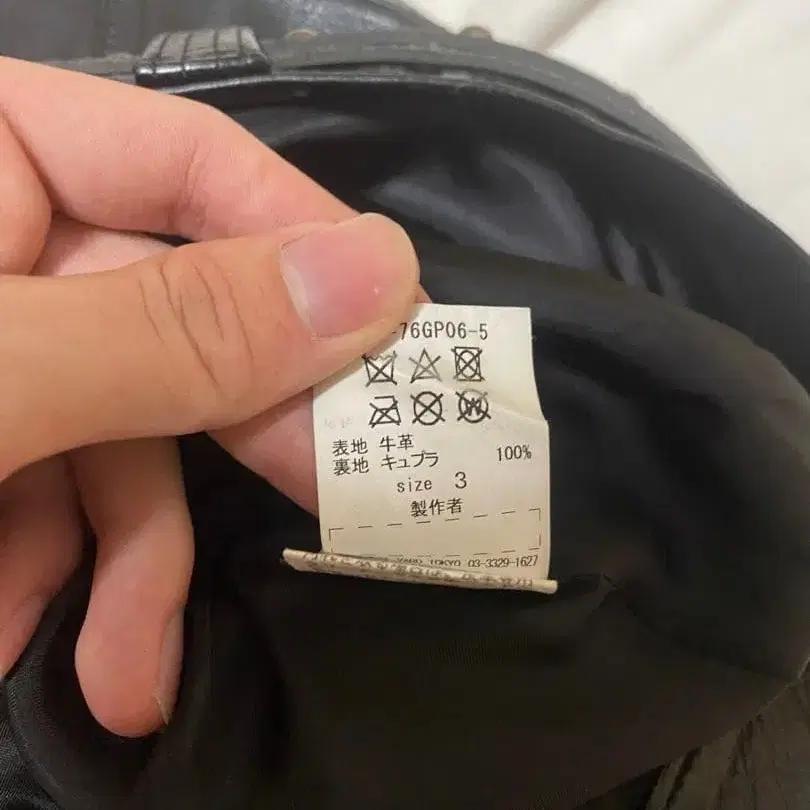 -76GP06-5
表地 牛革
裏地 キュプラ 100%
size 3
製作者
YARD TOKYO 03-3329-1627